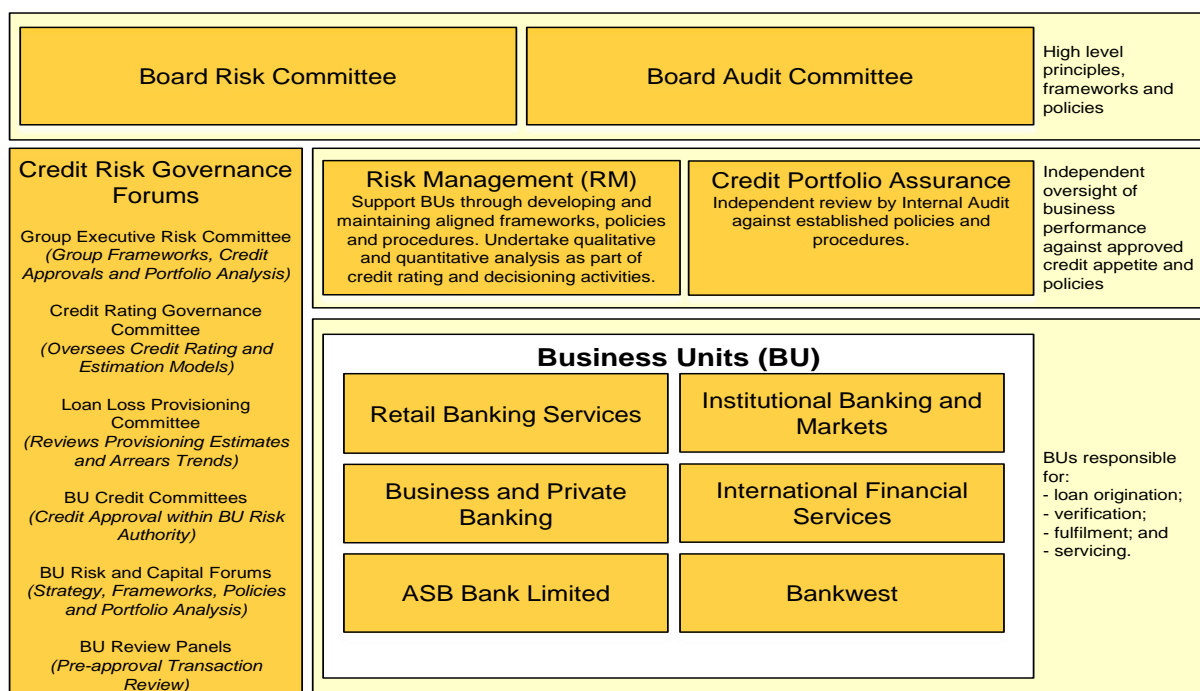 Board Risk Committee
Board Audit Committee
High level
principles,
frameworks and
policies
Credit Risk Governance
Forums
Group Executive Risk Committee
(Group Frameworks, Credit
Approvals and Portfolio Analysis)
Credit Rating Governance
Committee
(Oversees Credit Rating and
Estimation Models)
Loan Loss Provisioning
Committee
(Reviews Provisioning Estimates
and Arrears Trends)
BU Credit Committees
(Credit Approval within BU Risk
Authority)
BU Risk and Capital Forums
(Strategy, Frameworks, Policies
and Portfolio Analysis)
BU Review Panels
(Pre-approval Transaction
Review)
Risk Management (RM)
Support BUs through developing and
maintaining aligned frameworks, policies
and procedures. Undertake qualitative
and quantitative analysis as part of
credit rating and decisioning activities.
Credit Portfolio Assurance
Independent review by Internal Audit
against established policies and
procedures.
Independent
oversight of
business
performance
against approved
credit appetite and
policies
Business Units (BU)
Retail Banking Services
Institutional Banking and
Markets
Business and Private
Banking
International Financial
Services
ASB Bank Limited
Bankwest
BUs responsible
for:
- loan origination;
- verification;
- fulfilment; and
- servicing.